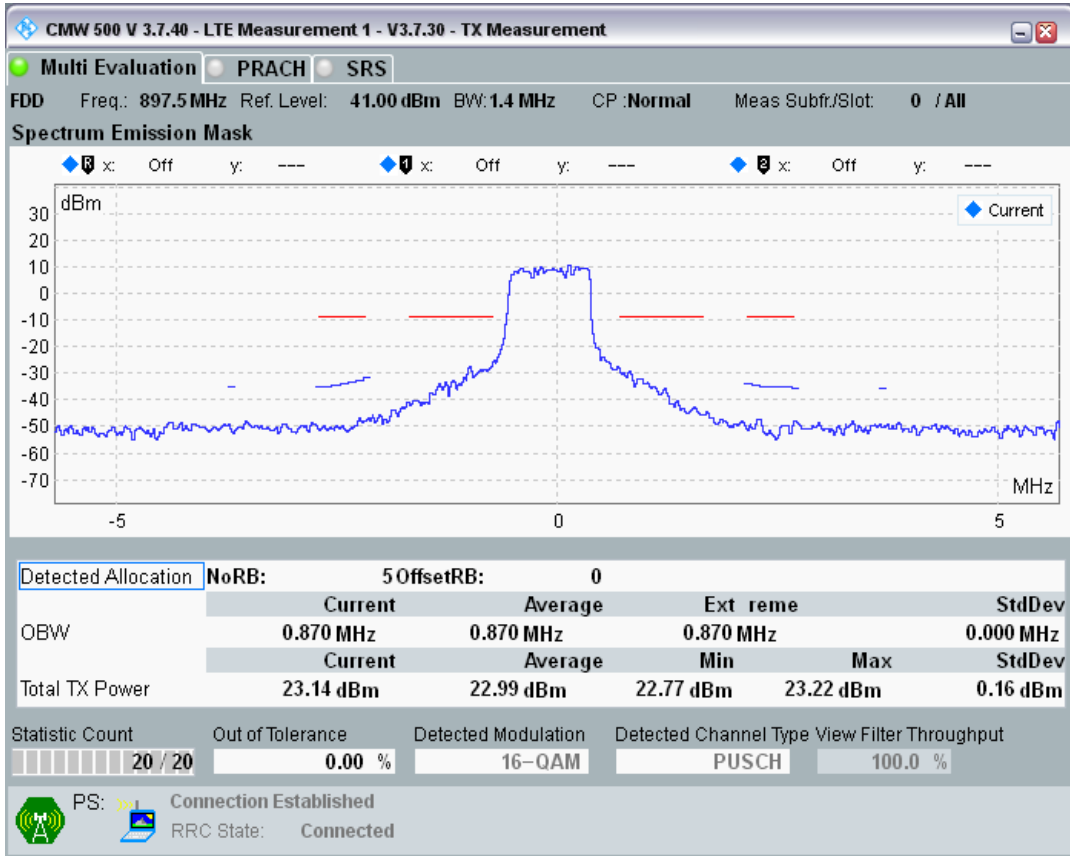 CMW 500 V 3.7.40 - LTE Measurement 1 - V3.7.30 - TX Measurement
Multi Evaluation PRACH SRS
FDD Freq.: 897.5 MHz Ref. Level: 41.00 dBm BW: 1.4 MHz CP :Normal Meas Subfr./Slot: 0 / All
Spectrum Emission Mask
R x: Off y: --- 1 x: Off y: --- 2 x: Off y: ---
dBm
Current
30
20
10
0
-10
-20
-30
-40
-50
-60
-70
MHz
-5 0 5
Detected Allocation NoRB: 5 OffsetRB: 0
Current Average Ext reme StdDev
OBW 0.870 MHz 0.870 MHz 0.870 MHz 0.000 MHz
Current Average Min Max StdDev
Total TX Power 23.14 dBm 22.99 dBm 22.77 dBm 23.22 dBm 0.16 dBm
Statistic Count Out of Tolerance Detected Modulation Detected Channel Type View Filter Throughput
20 / 20 0.00 % 16-QAM PUSCH 100.0 %
PS: Connection Established
RRC State: Connected